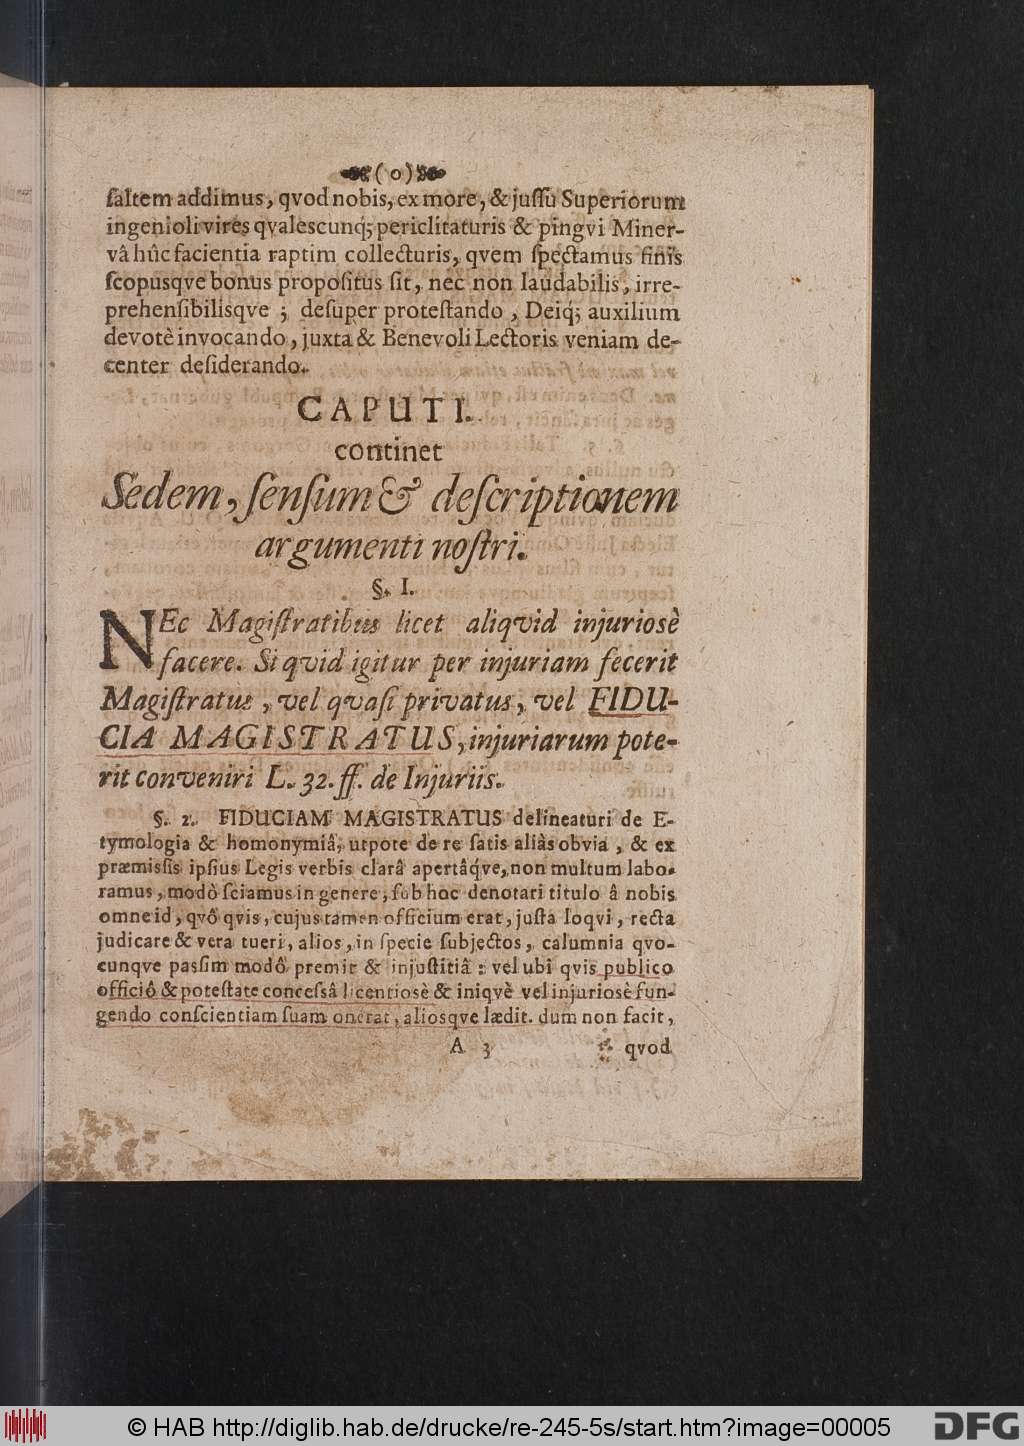 ( o )
ſaltem addimus, qvod nobis, ex more, & juſſu Superiorum
ingenioli vires qvalescunq́; periclitaturis & pingvi Miner-
vâ hûc facientia raptim collecturis, qvem ſpectamus finis
ſcopusqve bonus propoſitus ſit, nec non laudabilis, irre-
prehenſibilisqve ; deſuper proteſtando , Deiq́; auxilium
devotè invocando, juxta & Benevoli Lectoris veniam de-
center deſiderando.
CAPUT I.
continet
Sedem, ſenſum & deſcriptionem
argumenti noſtri.
§. I.
NEc Magiſtratibus licet aliqvid injuriosè
facere. Si qvid igitur per injuriam fecerit
Magiſtratus , vel qvaſi privatus, vel FIDU-
CIA MAGISTRATUS, injuriarum pote-
rit conveniri L. 32. ff. de Injuriis.
§. 2. FIDUCIAM MAGISTRATUS delineaturi de E-
tymologia & homonymiâ, utpote de re ſatis aliàs obvia , & ex
præmiſſis ipſius Legis verbis clarâ apertâq́ve, non multum labo-
ramus, modò ſciamus in genere, ſub hoc denotari titulo â nobis
omne id, qvô qvis, cujus tamen officium erat, juſta loqvi, recta
judicare & vera tueri, alios, in ſpecie ſubjectos, calumnia qvo-
cunqve paſſim modô premit & injuſtitiâ : vel ubi qvis publico
officiô & poteſtate conceſsâ licentiosè & iniqvè vel injuriosè fun-
gendo conſcientiam ſuam onerat, aliosqve lædit. dum non facit,
A 3 qvod
© HAB http://diglib.hab.de/drucke/re-245-5s/start.htm?image=00005
DFG